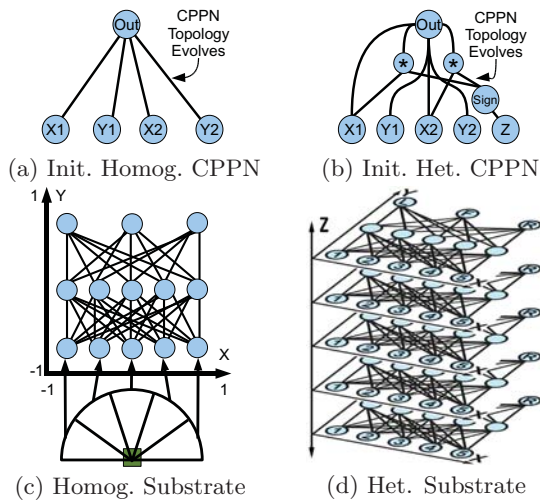 CPPN
Topology
Evolves
Out
X1 Y1 X2 Y2
(a) Init. Homog. CPPN
CPPN
Topology
Evolves
Out
* *
Sign
X1 Y1 X2 Y2 Z
(b) Init. Het. CPPN
1 Y
X
-1
-1 1
(c) Homog. Substrate
Z
(d) Het. Substrate